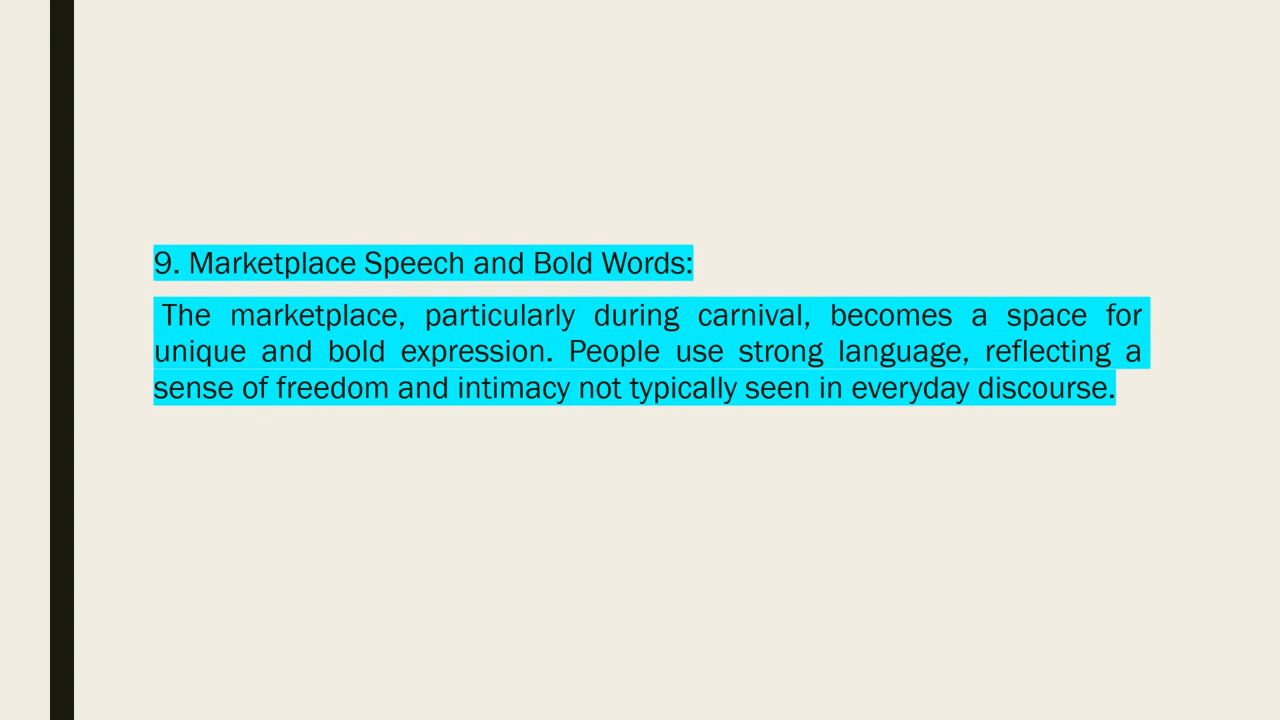 9. Marketplace Speech and Bold Words:
The marketplace, particularly during carnival, becomes a space for
unique and bold expression. People use strong language, reflecting a
sense of freedom and intimacy not typically seen in everyday discourse.